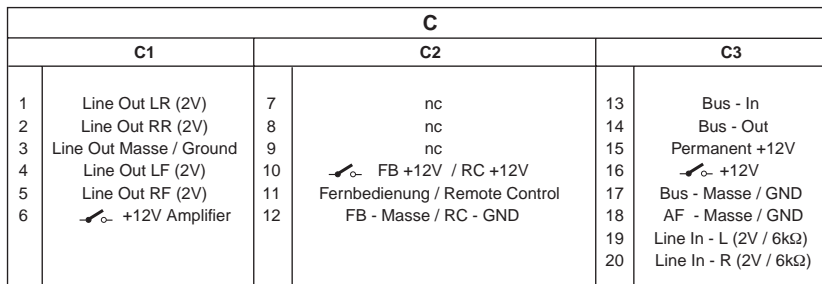 C
C1 C2 C3
1 Line Out LR (2V) 7 nc 13 Bus - In
2 Line Out RR (2V) 8 nc 14 Bus - Out
3 Line Out Masse / Ground 9 nc 15 Permanent +12V
4 Line Out LF (2V) 10 FB +12V / RC +12V 16 +12V
5 Line Out RF (2V) 11 Fernbedienung / Remote Control 17 Bus - Masse / GND
6 +12V Amplifier 12 FB - Masse / RC - GND 18 AF - Masse / GND
19 Line In - L (2V / 6kΩ)
20 Line In - R (2V / 6kΩ)